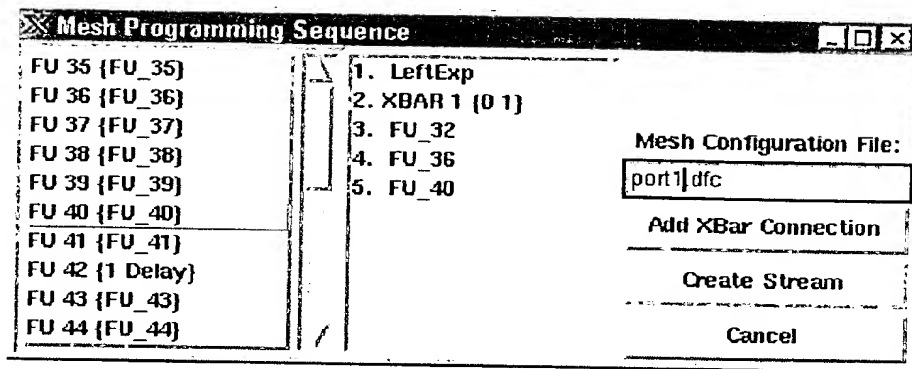 Mesh Programming Sequence
FU 35 {FU_35}
FU 36 {FU_36}
FU 37 {FU_37}
FU 38 {FU_38}
FU 39 {FU_39}
FU 40 {FU_40}
FU 41 {FU_41}
FU 42 {1 Delay}
FU 43 {FU_43}
FU 44 {FU_44}
1. LeftExp
2. XBAR 1 {0 1}
3. FU_32
4. FU_36
5. FU_40
Mesh Configuration File:
port1.dfc
Add XBar Connection
Create Stream
Cancel